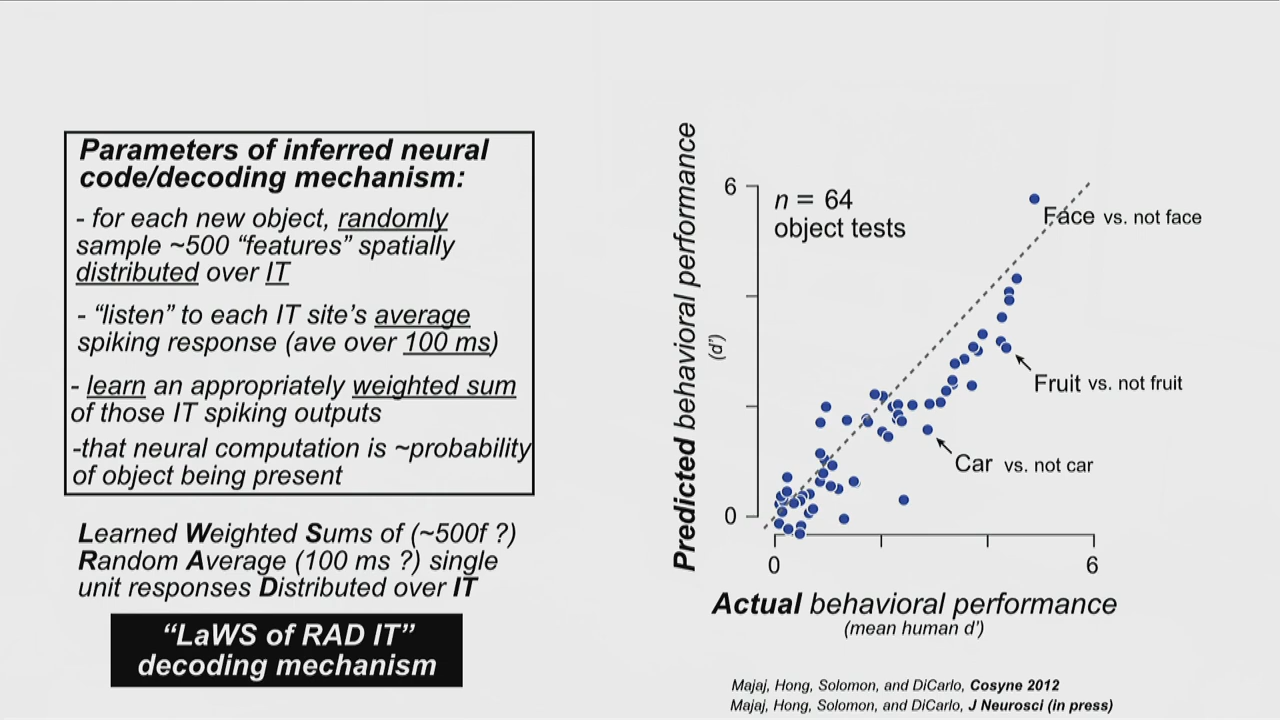 Parameters of inferred neural
code/decoding mechanism:
- for each new object, randomly
sample ~500 “features” spatially
distributed over IT
- “listen” to each IT site’s average
spiking response (ave over 100 ms)
- learn an appropriately weighted sum
of those IT spiking outputs
-that neural computation is ~probability
of object being present
Learned Weighted Sums of (~500f ?)
Random Average (100 ms ?) single
unit responses Distributed over IT
“LaWS of RAD IT”
decoding mechanism
Predicted behavioral performance
(d’)
6
0
n = 64
object tests
Face vs. not face
Fruit vs. not fruit
Car vs. not car
0
6
Actual behavioral performance
(mean human d’)
Majaj, Hong, Solomon, and DiCarlo, Cosyne 2012
Majaj, Hong, Solomon, and DiCarlo, J Neurosci (in press)